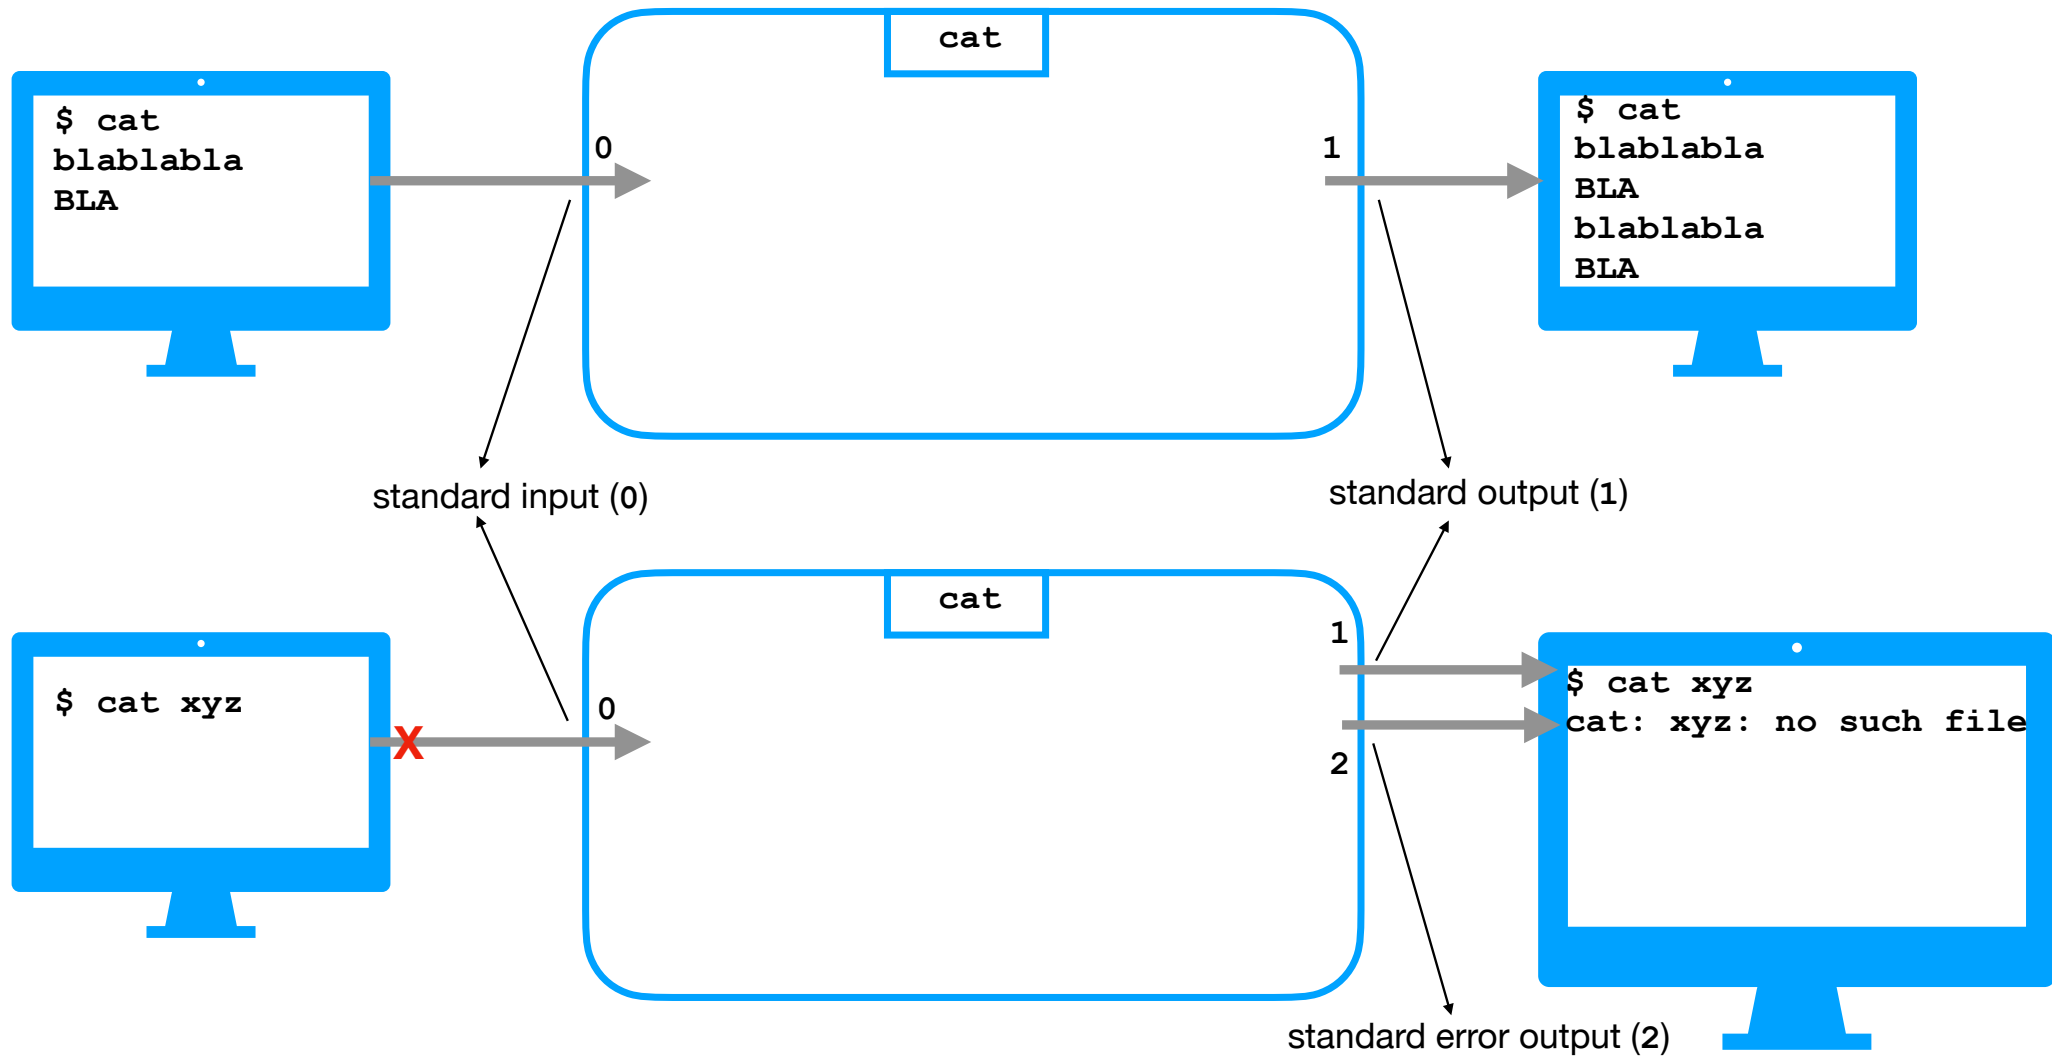 cat
$ cat
blablabla
BLA
0
1
$ cat
blablabla
BLA
blablabla
BLA
standard input (0)
standard output (1)
cat
$ cat xyz
X
0
1
2
$ cat xyz
cat: xyz: no such file
standard error output (2)